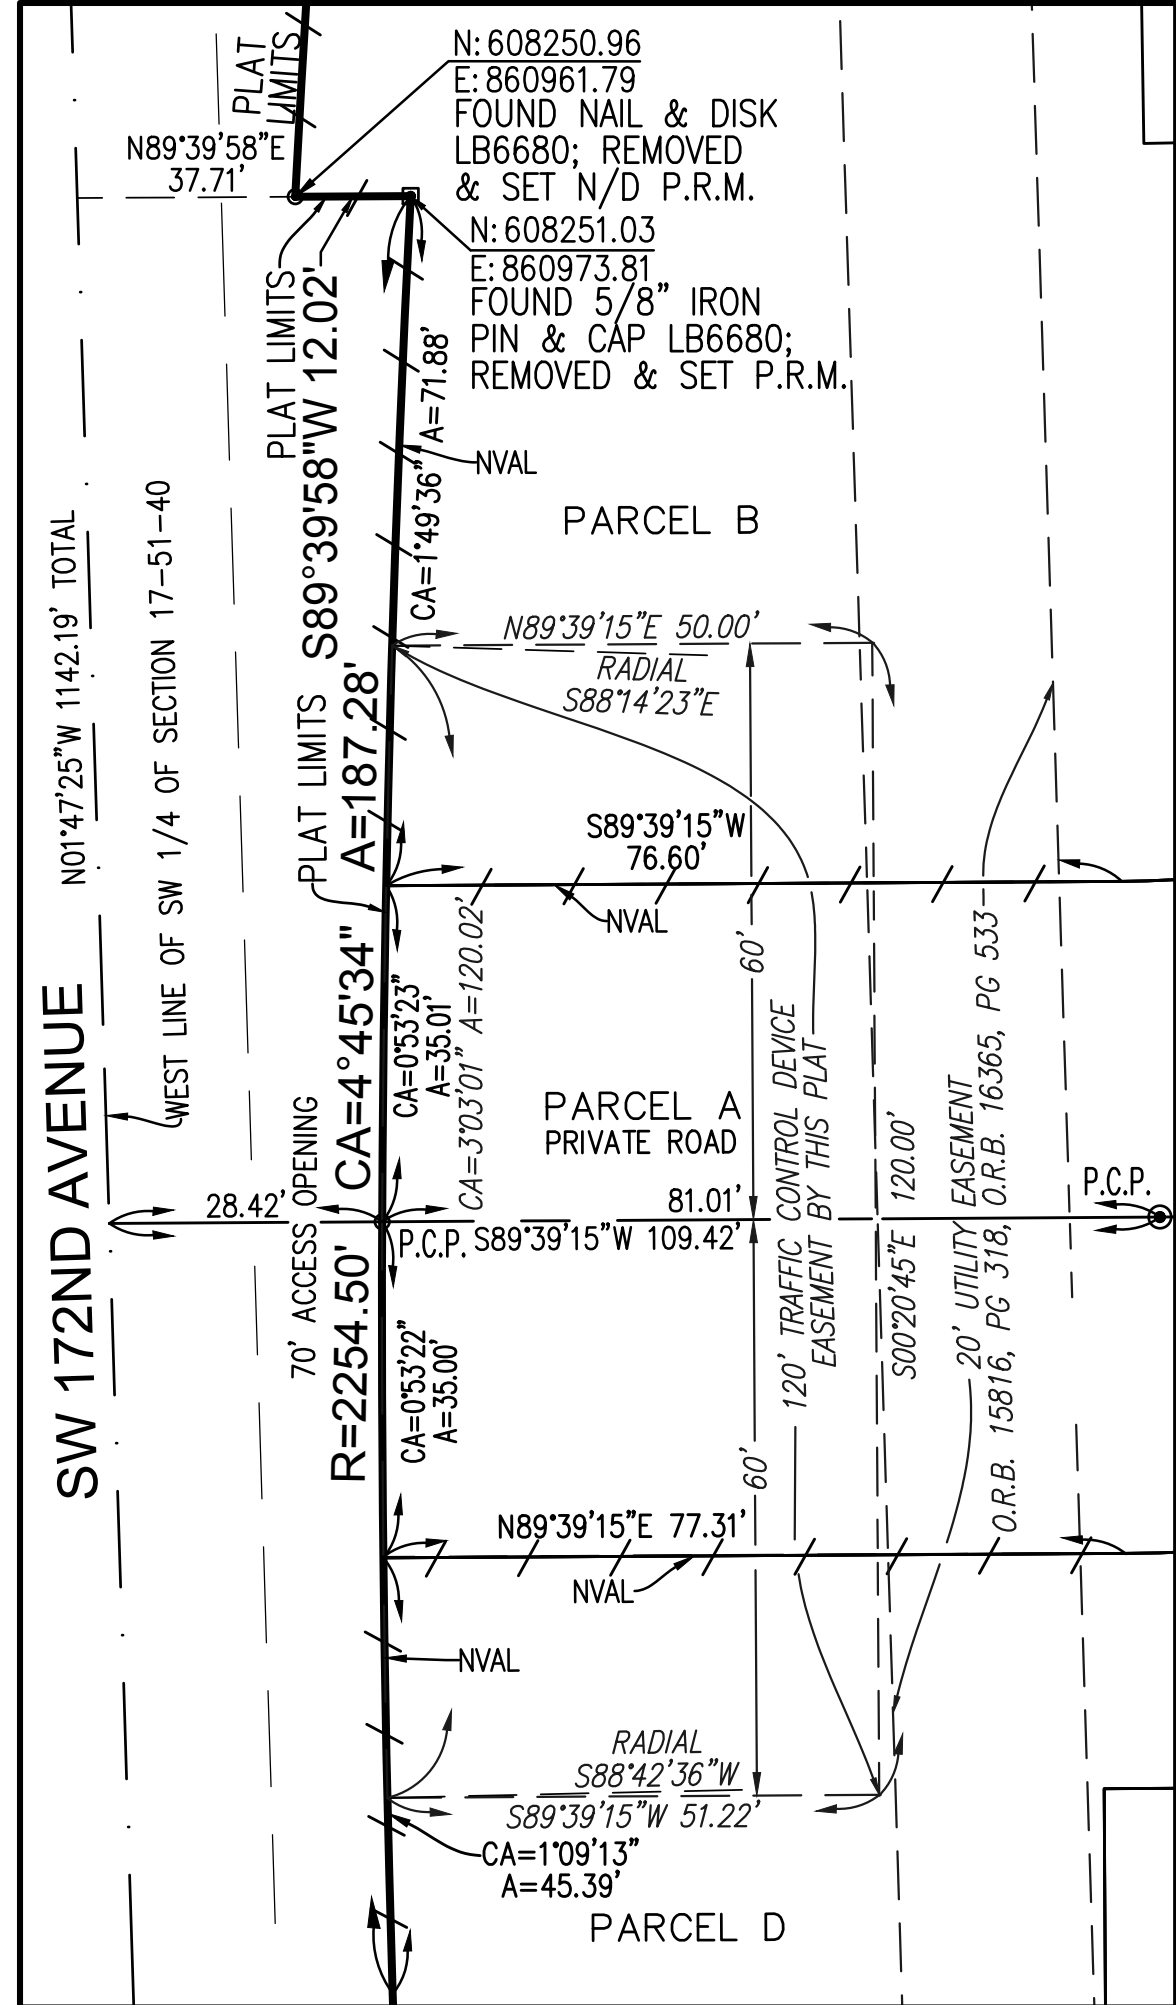 PLAT
LIMITS
N: 608250.96
E: 860961.79
FOUND NAIL & DISK
LB6680; REMOVED
& SET N/D P.R.M.
N89°39'58"E
37.71'
N: 608251.03
E: 860973.81
FOUND 5/8" IRON
PIN & CAP LB6680;
REMOVED & SET P.R.M.
PLAT LIMITS
S89°39'58"W 12.02'
CA=1°49'36" A=71.88'
NVAL
PARCEL B
N01°47'25"W 1142.19' TOTAL
WEST LINE OF SW 1/4 OF SECTION 17-51-40
N89°39'15"E 50.00'
RADIAL
S88°14'23"E
PLAT LIMITS
R=2254.50' CA=4°45'34" A=187.28'
S89°39'15"W
76.60'
NVAL
CA=0°53'23"
A=35.01'
CA=3°03'01" A=120.02'
60'
SW 172ND AVENUE
PARCEL A
PRIVATE ROAD
120' TRAFFIC CONTROL DEVICE
EASEMENT BY THIS PLAT
S00°20'45"E 120.00'
20' UTILITY EASEMENT
O.R.B. 15816, PG 318, O.R.B. 16365, PG 533
70' ACCESS OPENING
28.42'
81.01'
P.C.P.
P.C.P.
S89°39'15"W 109.42'
CA=0°53'22"
A=35.00'
60'
N89°39'15"E 77.31'
NVAL
NVAL
RADIAL
S88°42'36"W
S89°39'15"W 51.22'
CA=1°09'13"
A=45.39'
PARCEL D